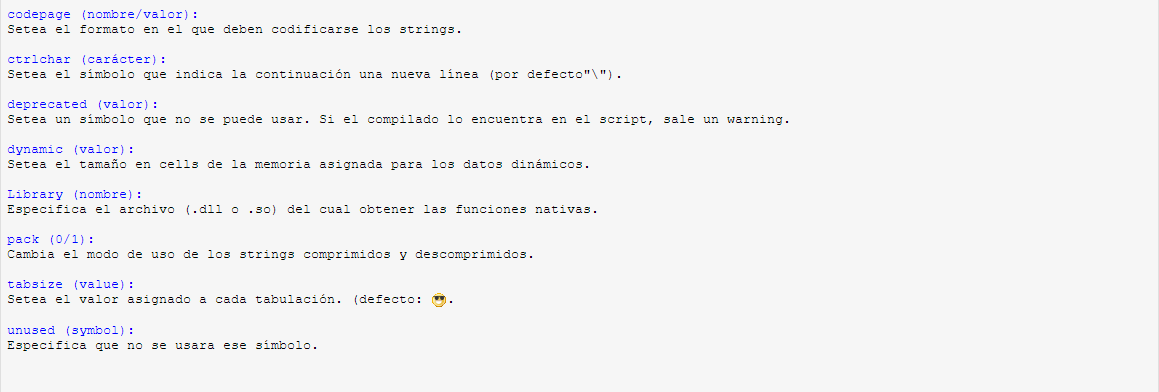 codepage (nombre/valor):
Setea el formato en el que deben codificarse los strings.
ctrlchar (carácter):
Setea el símbolo que indica la continuación una nueva línea (por defecto"\").
deprecated (valor):
Setea un símbolo que no se puede usar. Si el compilado lo encuentra en el script, sale un warning.
dynamic (valor):
Setea el tamaño en cells de la memoria asignada para los datos dinámicos.
Library (nombre):
Especifica el archivo (.dll o .so) del cual obtener las funciones nativas.
pack (0/1):
Cambia el modo de uso de los strings comprimidos y descomprimidos.
tabsize (value):
Setea el valor asignado a cada tabulación. (defecto: 😎.
unused (symbol):
Especifica que no se usara ese símbolo.